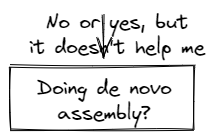 No or yes, but
it doesn't help me
Doing de novo
assembly?